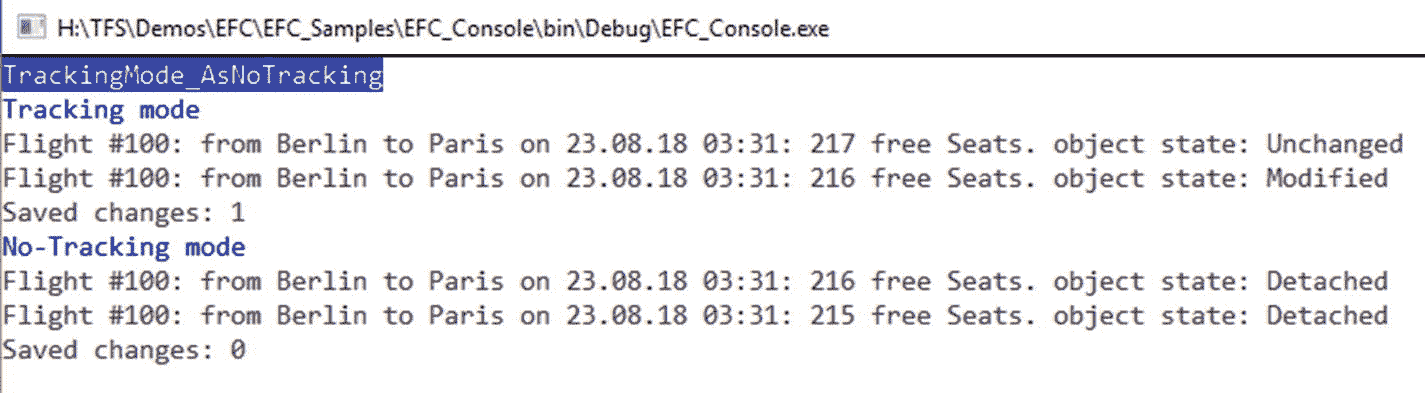 H:\TFS\Demos\EFC\EFC_Samples\EFC_Console\bin\Debug\EFC_Console.exe
TrackingMode_AsNoTracking
Tracking mode
Flight #100: from Berlin to Paris on 23.08.18 03:31: 217 free Seats. object state: Unchanged
Flight #100: from Berlin to Paris on 23.08.18 03:31: 216 free Seats. object state: Modified
Saved changes: 1
No-Tracking mode
Flight #100: from Berlin to Paris on 23.08.18 03:31: 216 free Seats. object state: Detached
Flight #100: from Berlin to Paris on 23.08.18 03:31: 215 free Seats. object state: Detached
Saved changes: 0